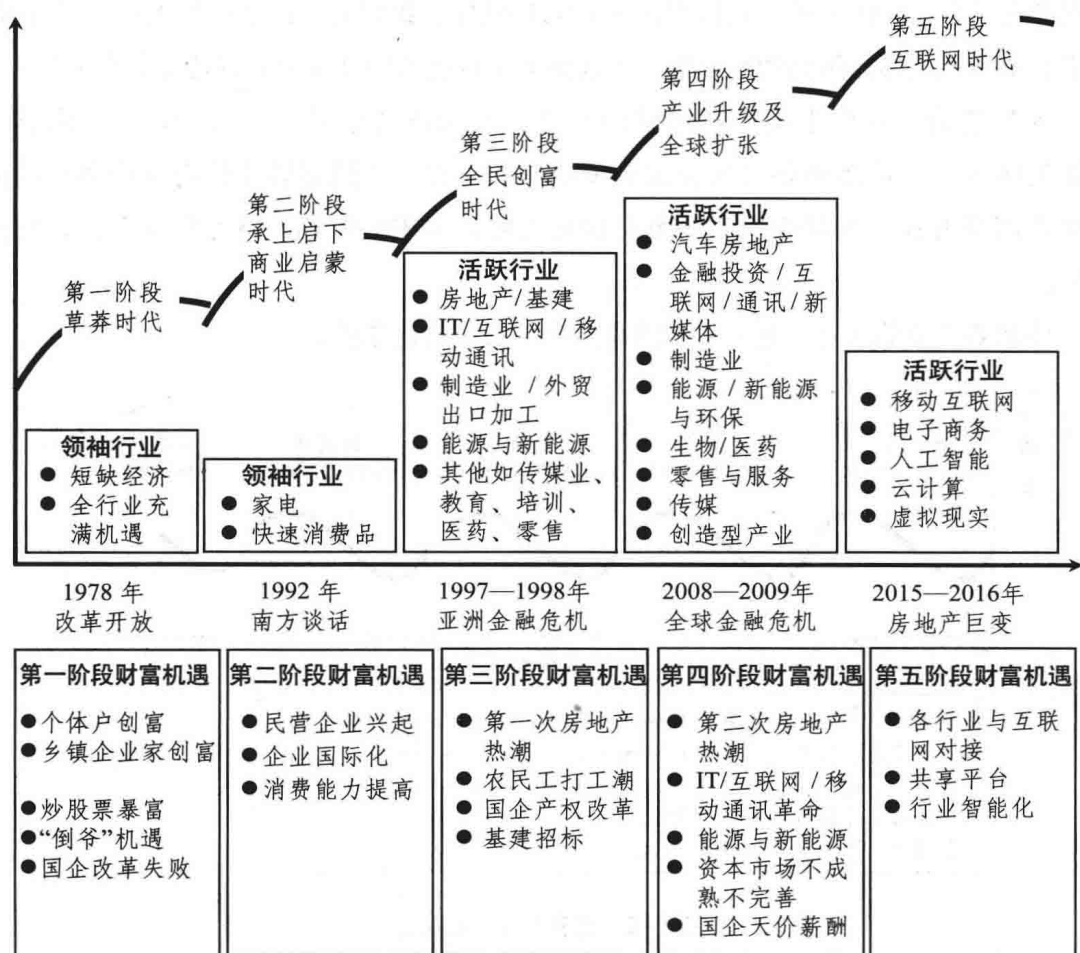 第五阶段
互联网时代
第四阶段
产业升级及
全球扩张
第三阶段
全民创富
时代
第二阶段
承上启下
商业启蒙
时代
第一阶段
草莽时代
领袖行业
● 短缺经济
● 全行业充
满机遇
领袖行业
● 家电
● 快速消费品
活跃行业
● 房地产/基建
● IT/互联网 / 移
动通讯
● 制造业 / 外贸
出口加工
● 能源与新能源
● 其他如传媒业、
教育、培训、
医药、零售
活跃行业
● 汽车房地产
● 金融投资 / 互
联网 / 通讯 / 新
媒体
● 制造业
● 能源 / 新能源
与环保
● 生物/医药
● 零售与服务
● 传媒
● 创造型产业
活跃行业
● 移动互联网
● 电子商务
● 人工智能
● 云计算
● 虚拟现实
1978 年
改革开放
1992 年
南方谈话
1997—1998年
亚洲金融危机
2008—2009年
全球金融危机
2015—2016年
房地产巨变
第一阶段财富机遇
●个体户创富
●乡镇企业家创富
●炒股票暴富
●“倒爷”机遇
●国企改革失败
第二阶段财富机遇
●民营企业兴起
●企业国际化
●消费能力提高
第三阶段财富机遇
● 第一次房地产
热潮
●农民工打工潮
●国企产权改革
●基建招标
第四阶段财富机遇
● 第二次房地产
热潮
● IT/互联网 / 移
动通讯革命
● 能源与新能源
● 资本市场不成
熟不完善
● 国企天价薪酬
第五阶段财富机遇
●各行业与互联
网对接
●共享平台
●行业智能化